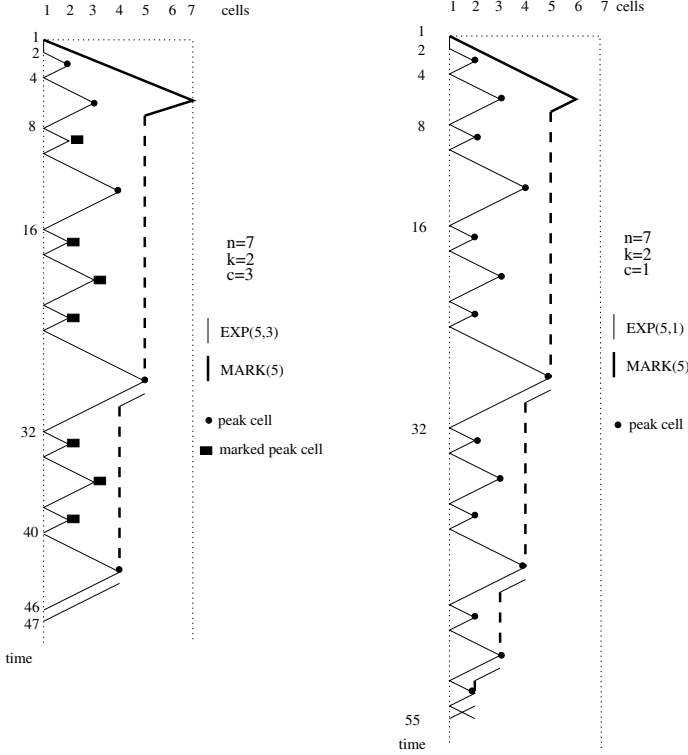 1 2 3 4 5 6 7 cells
1
2
4
8
16
n=7
k=2
c=3
EXP(5,3)
MARK(5)
peak cell
32
marked peak cell
40
46
47
time
1 2 3 4 5 6 7 cells
1
2
4
8
16
n=7
k=2
c=1
EXP(5,1)
MARK(5)
peak cell
32
55
time